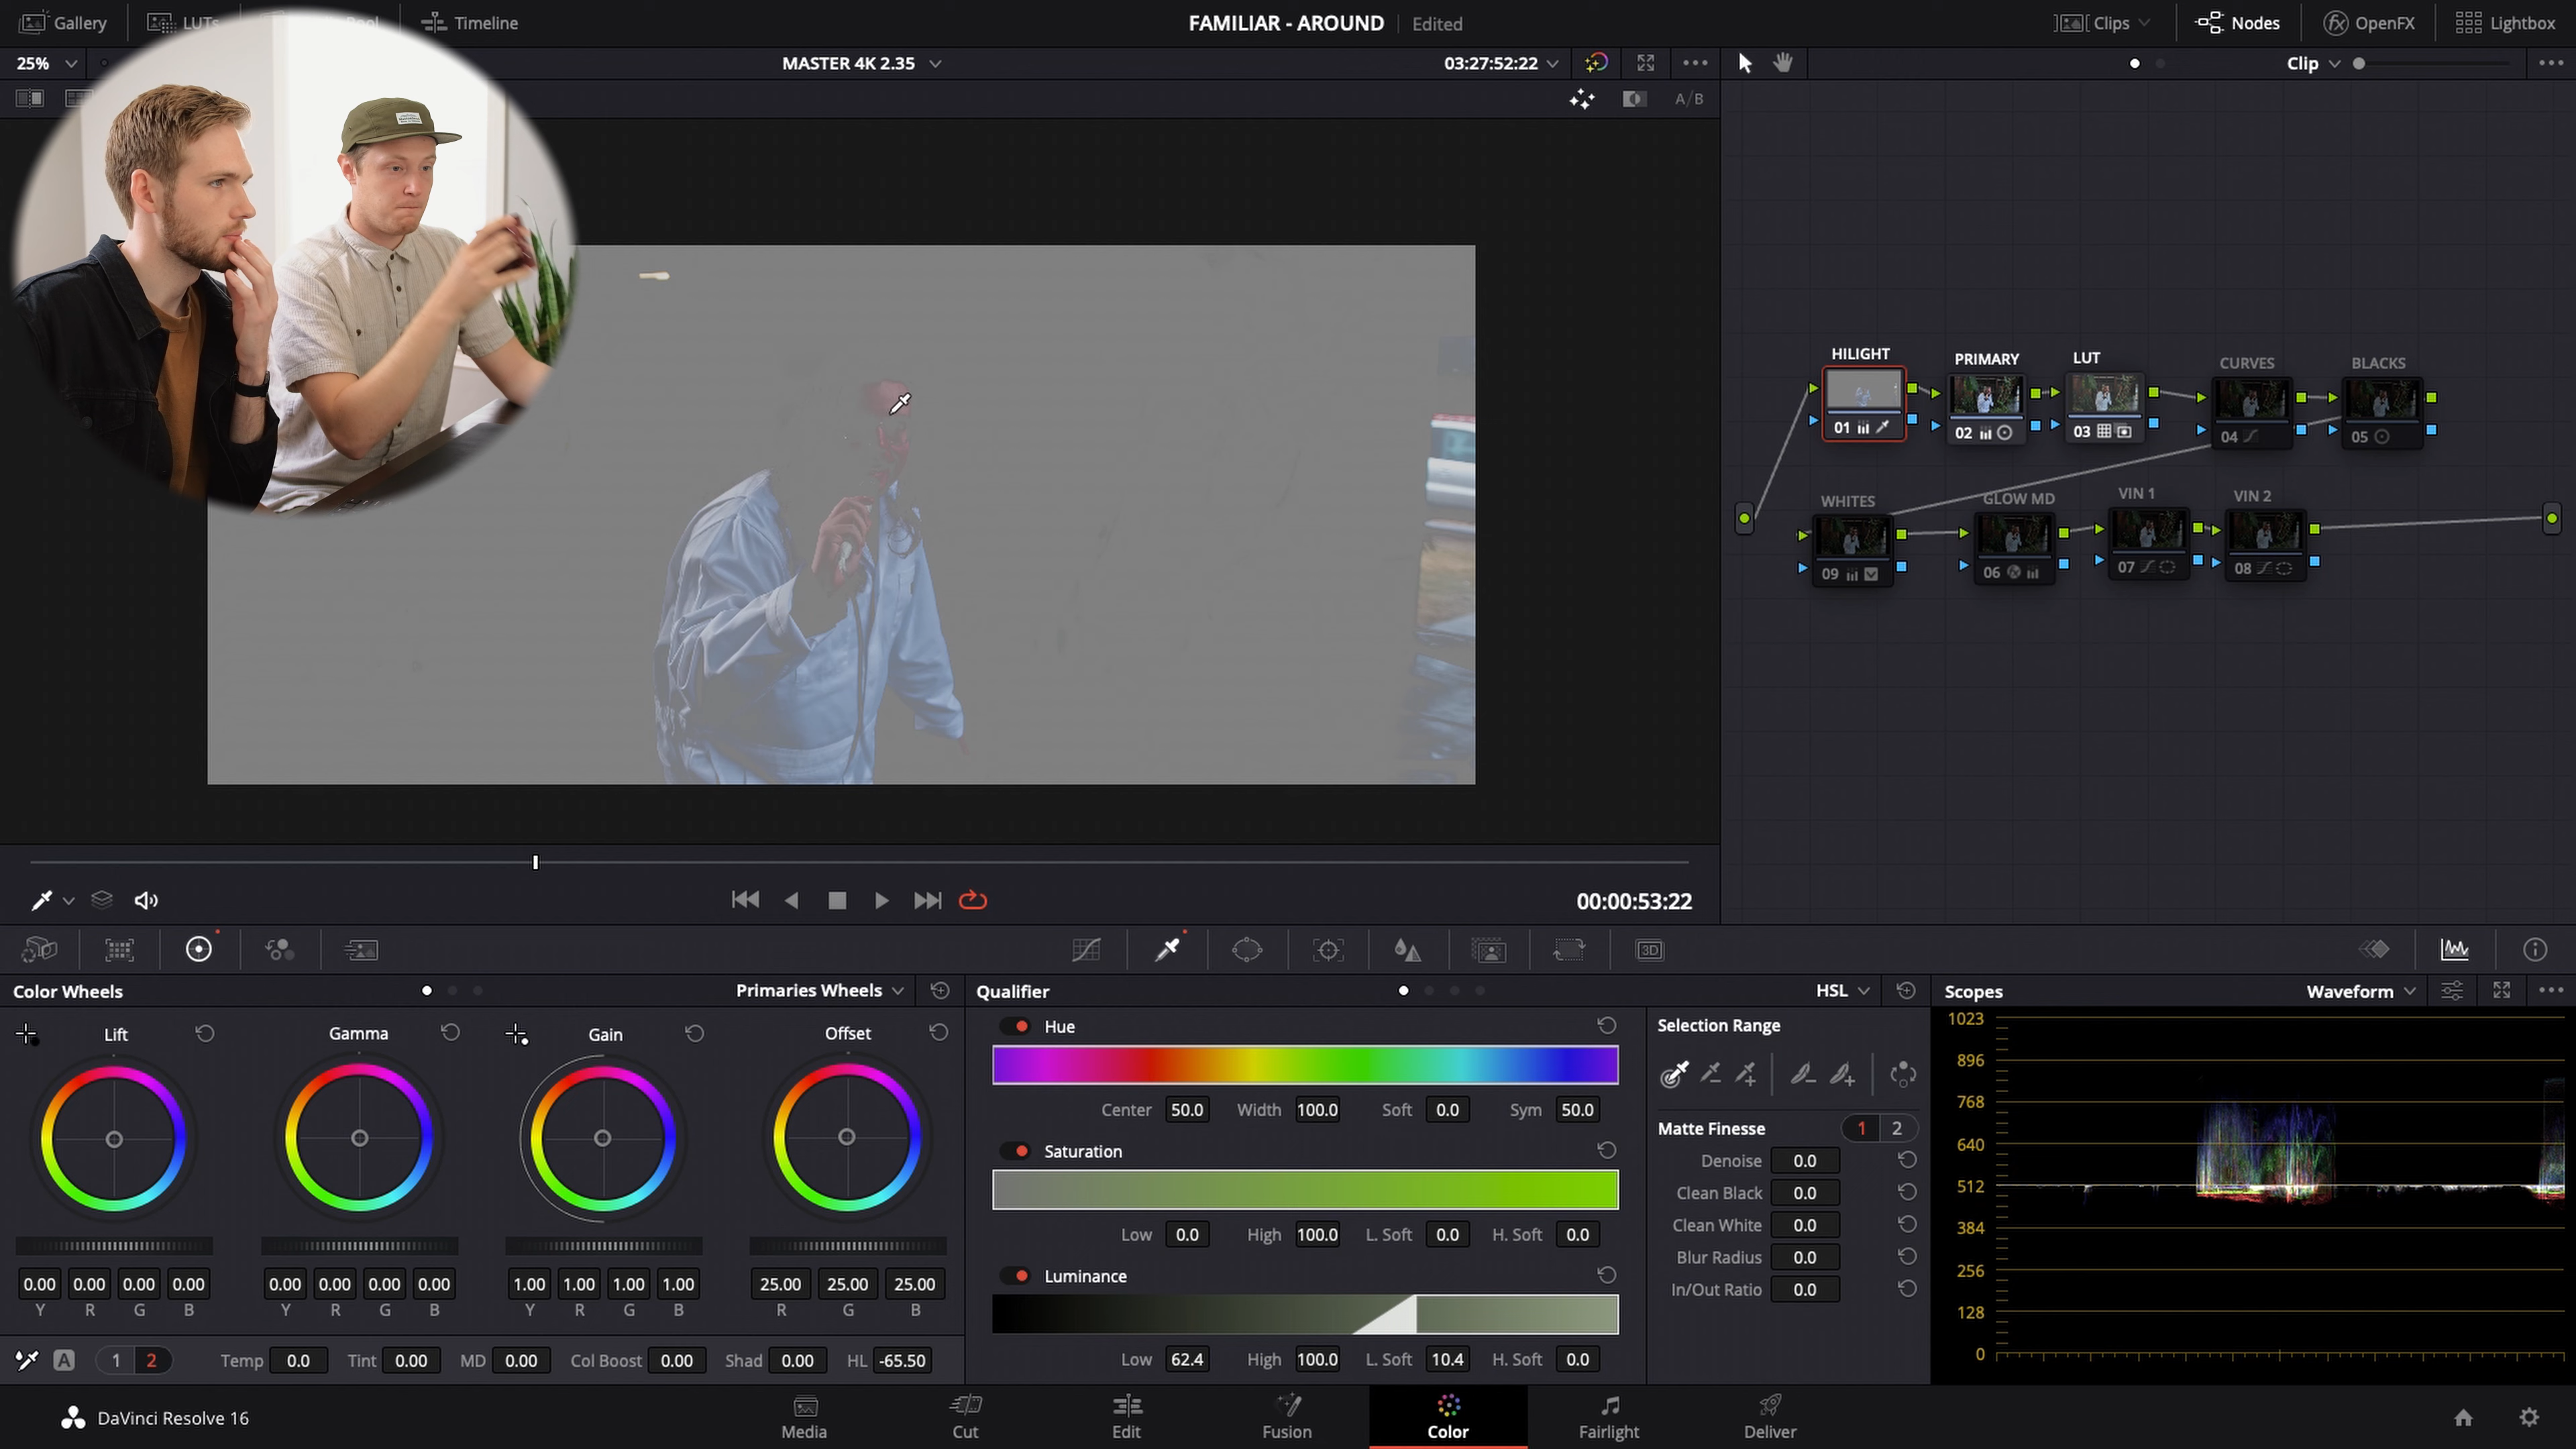 Gallery
LUTs
Timeline
FAMILIAR - AROUND
Edited
Clips
Nodes
OpenFX
Lightbox
25%
MASTER 4K 2.35
03:27:52:22
Clip
A/B
HILIGHT
PRIMARY
LUT
CURVES
BLACKS
01
02
03
04
05
WHITES
GLOW MD
VIN 1
VIN 2
09
06
07
08
00:00:53:22
3D
Color Wheels
Primaries Wheels
Qualifier
HSL
Scopes
Waveform
Lift
Gamma
Gain
Offset
0.00 0.00 0.00 0.00
Y R G B
0.00 0.00 0.00 0.00
Y R G B
1.00 1.00 1.00 1.00
Y R G B
25.00 25.00 25.00
R G B
A 1 2 Temp 0.0 Tint 0.00 MD 0.00 Col Boost 0.00 Shad 0.00 HL -65.50
Hue
Center 50.0 Width 100.0 Soft 0.0 Sym 50.0
Saturation
Low 0.0 High 100.0 L. Soft 0.0 H. Soft 0.0
Luminance
Low 62.4 High 100.0 L. Soft 10.4 H. Soft 0.0
Selection Range
Matte Finesse 1 2
Denoise 0.0
Clean Black 0.0
Clean White 0.0
Blur Radius 0.0
In/Out Ratio 0.0
1023
896
768
640
512
384
256
128
0
DaVinci Resolve 16
Media
Cut
Edit
Fusion
Color
Fairlight
Deliver